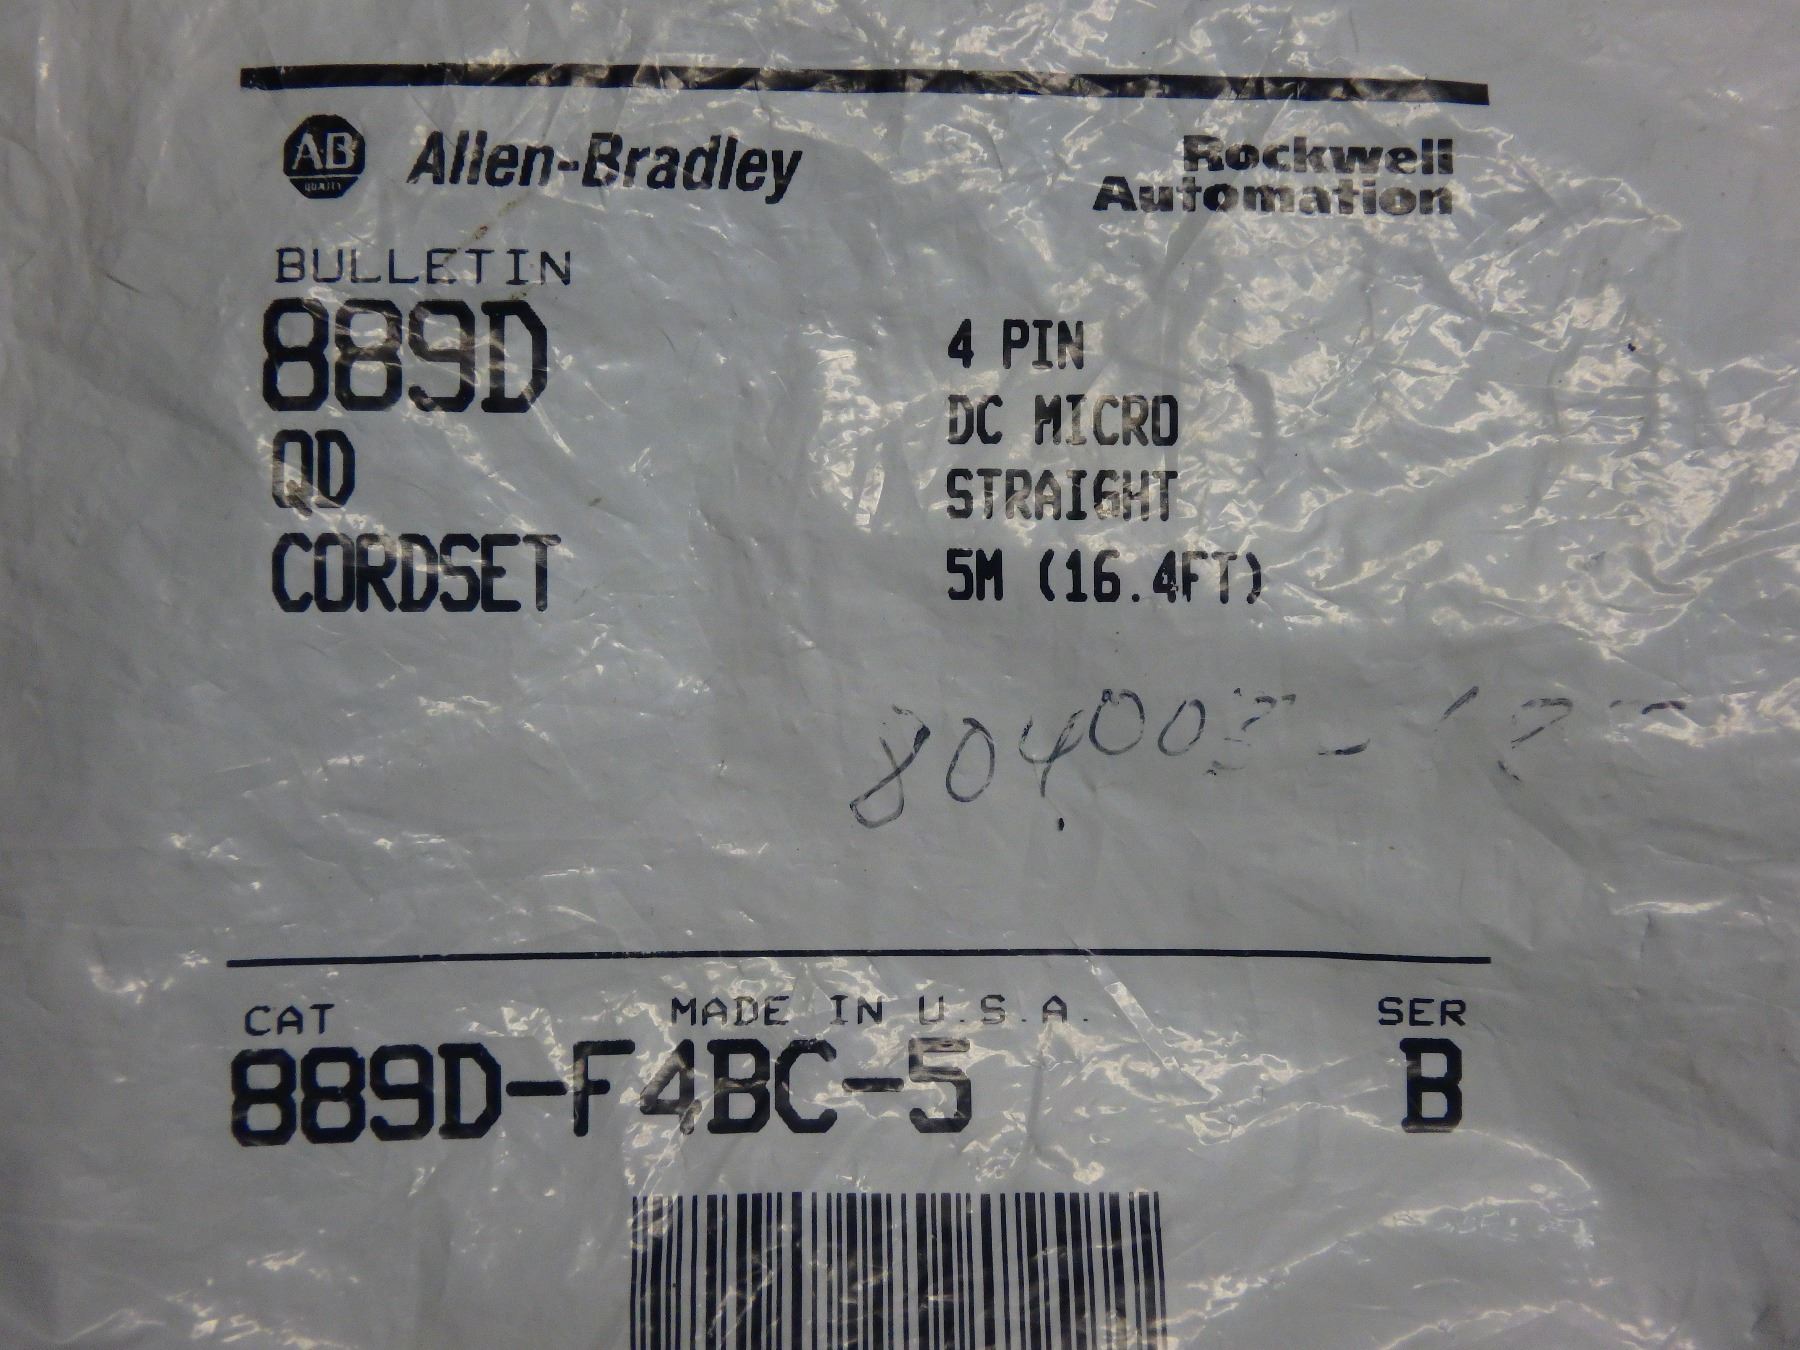 AB QUALITY Allen-Bradley
Rockwell
Automation
BULLETIN
889D
QD
CORDSET
4 PIN
DC MICRO
STRAIGHT
5M (16.4FT)
CAT
MADE IN U.S.A.
SER
889D-F4BC-5
B